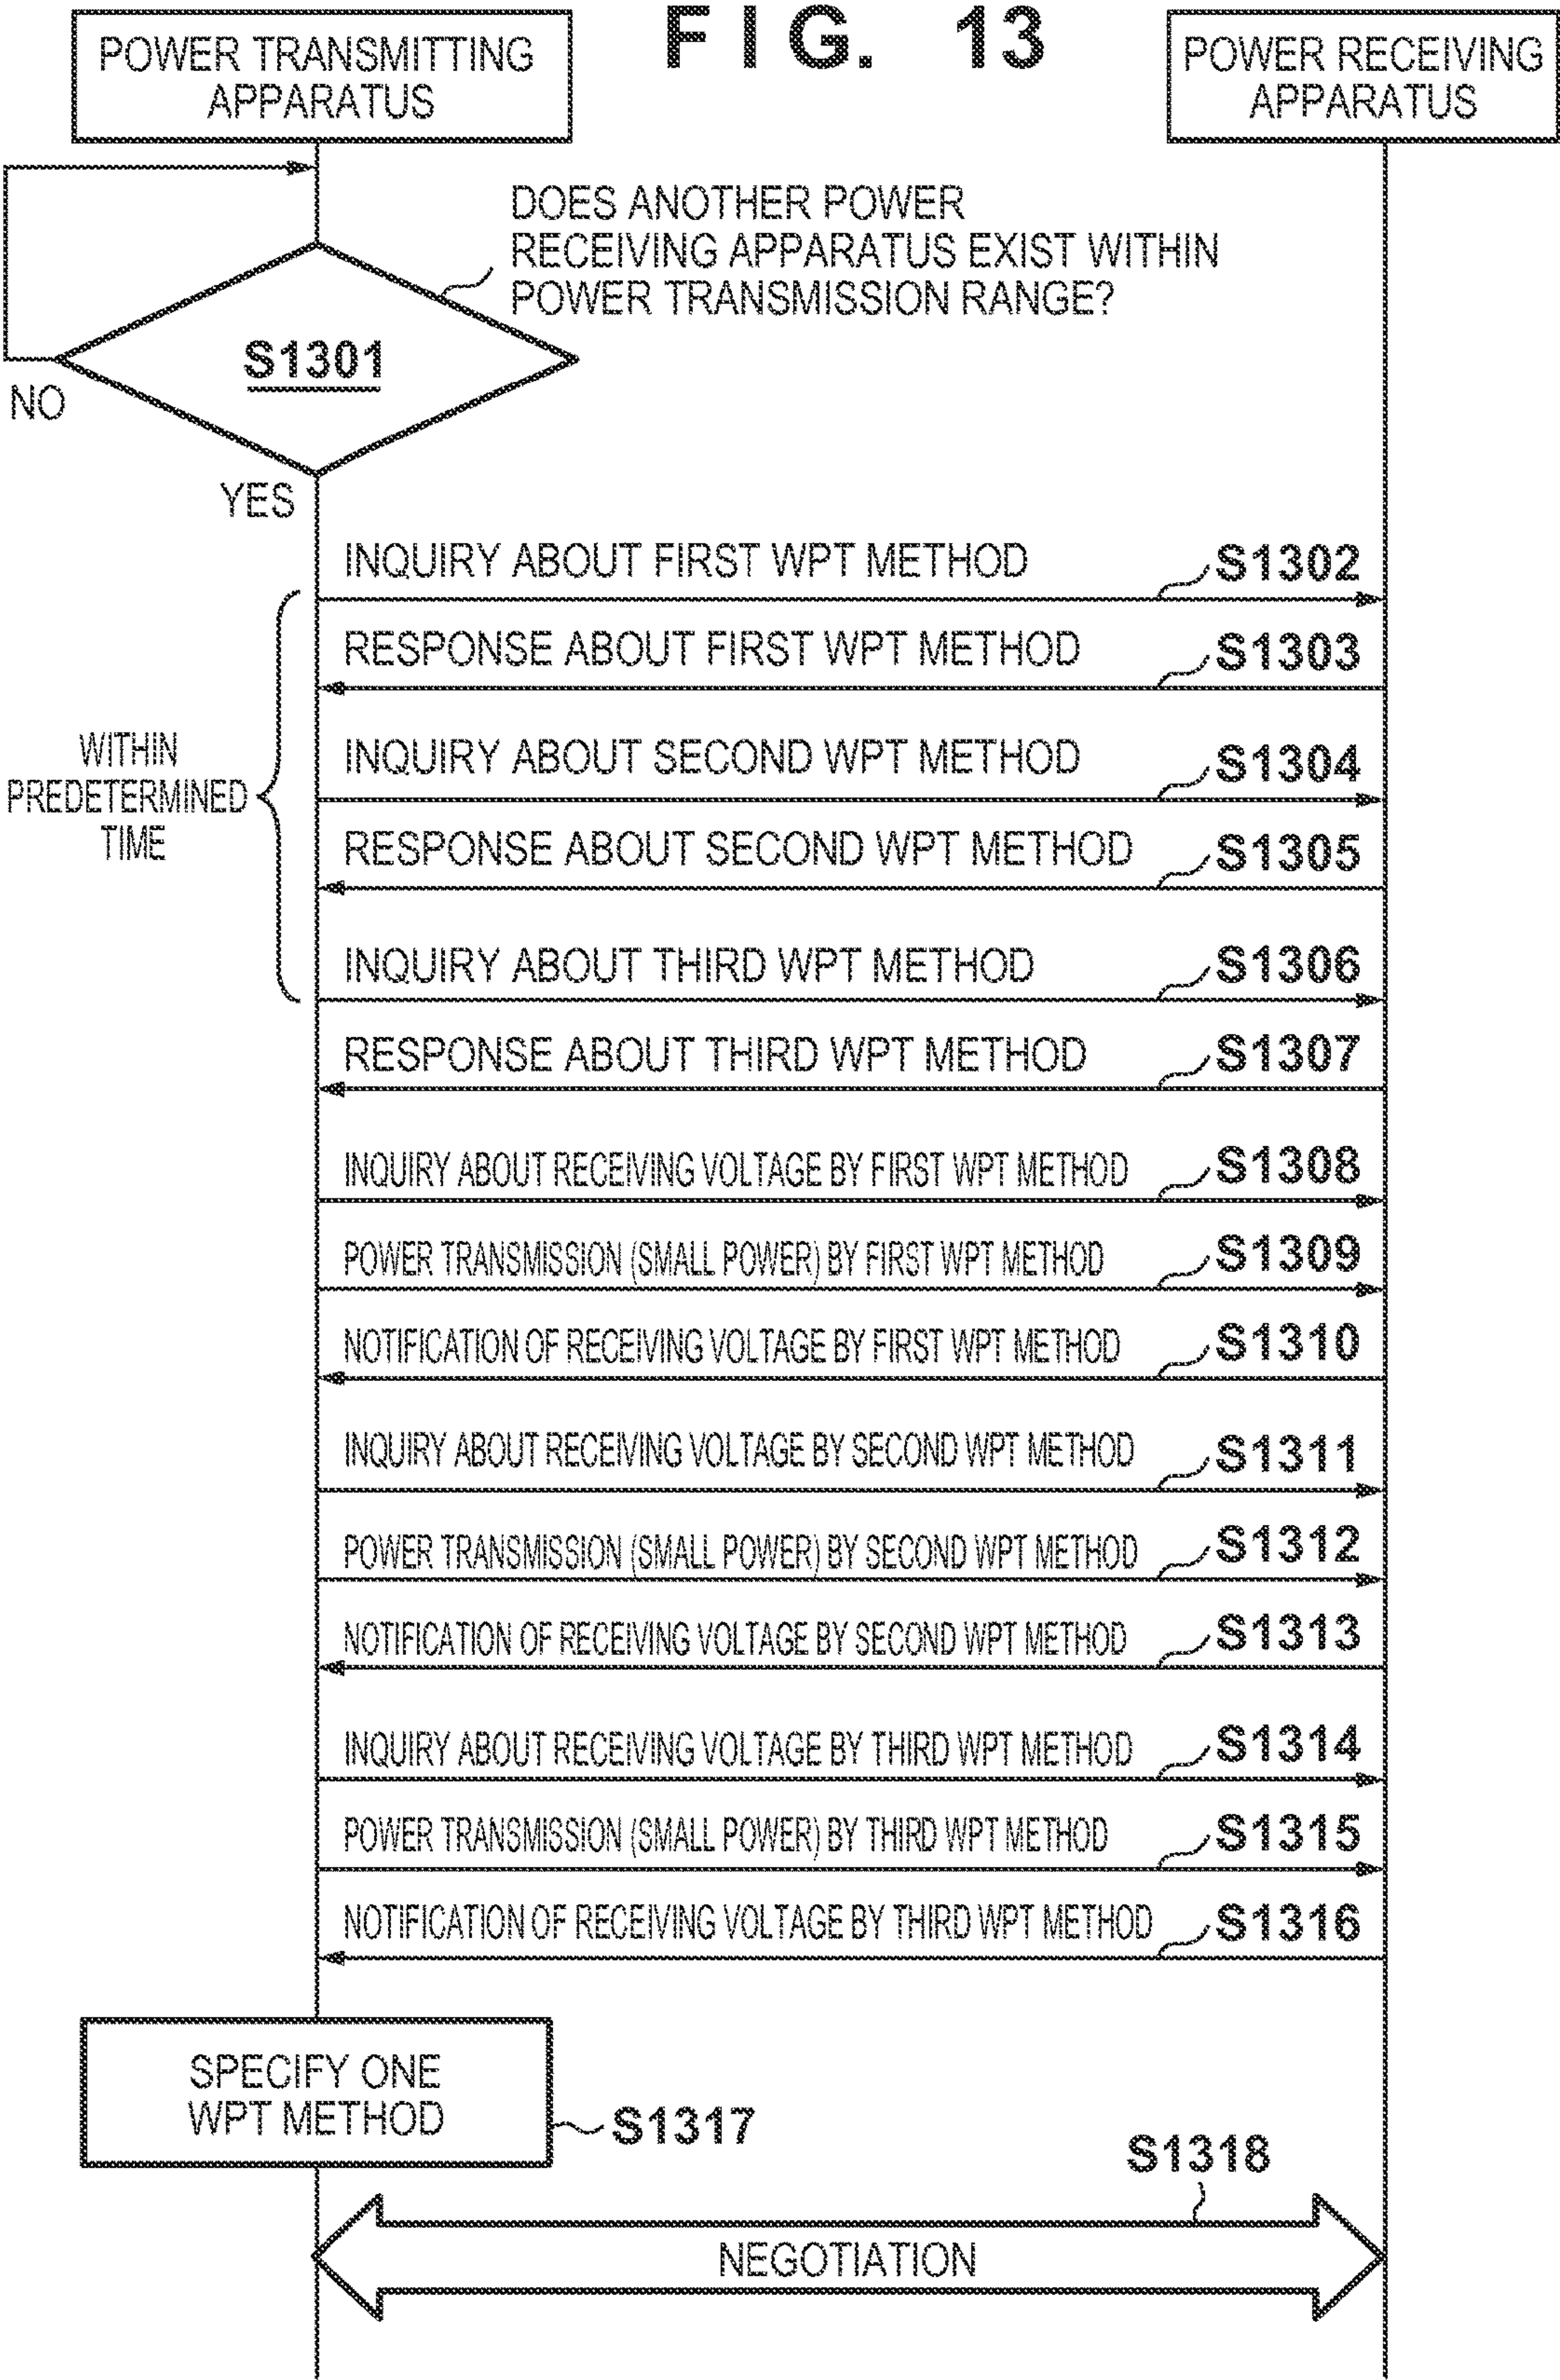 FIG. 13
POWER TRANSMITTING
APPARATUS
POWER RECEIVING
APPARATUS
DOES ANOTHER POWER
RECEIVING APPARATUS EXIST WITHIN
POWER TRANSMISSION RANGE?
S1301
NO
YES
INQUIRY ABOUT FIRST WPT METHOD
S1302
RESPONSE ABOUT FIRST WPT METHOD
S1303
WITHIN
PREDETERMINED
TIME
INQUIRY ABOUT SECOND WPT METHOD
S1304
RESPONSE ABOUT SECOND WPT METHOD
S1305
INQUIRY ABOUT THIRD WPT METHOD
S1306
RESPONSE ABOUT THIRD WPT METHOD
S1307
INQUIRY ABOUT RECEIVING VOLTAGE BY FIRST WPT METHOD
S1308
POWER TRANSMISSION (SMALL POWER) BY FIRST WPT METHOD
S1309
NOTIFICATION OF RECEIVING VOLTAGE BY FIRST WPT METHOD
S1310
INQUIRY ABOUT RECEIVING VOLTAGE BY SECOND WPT METHOD
S1311
POWER TRANSMISSION (SMALL POWER) BY SECOND WPT METHOD
S1312
NOTIFICATION OF RECEIVING VOLTAGE BY SECOND WPT METHOD
S1313
INQUIRY ABOUT RECEIVING VOLTAGE BY THIRD WPT METHOD
S1314
POWER TRANSMISSION (SMALL POWER) BY THIRD WPT METHOD
S1315
NOTIFICATION OF RECEIVING VOLTAGE BY THIRD WPT METHOD
S1316
SPECIFY ONE
WPT METHOD
S1317
S1318
NEGOTIATION